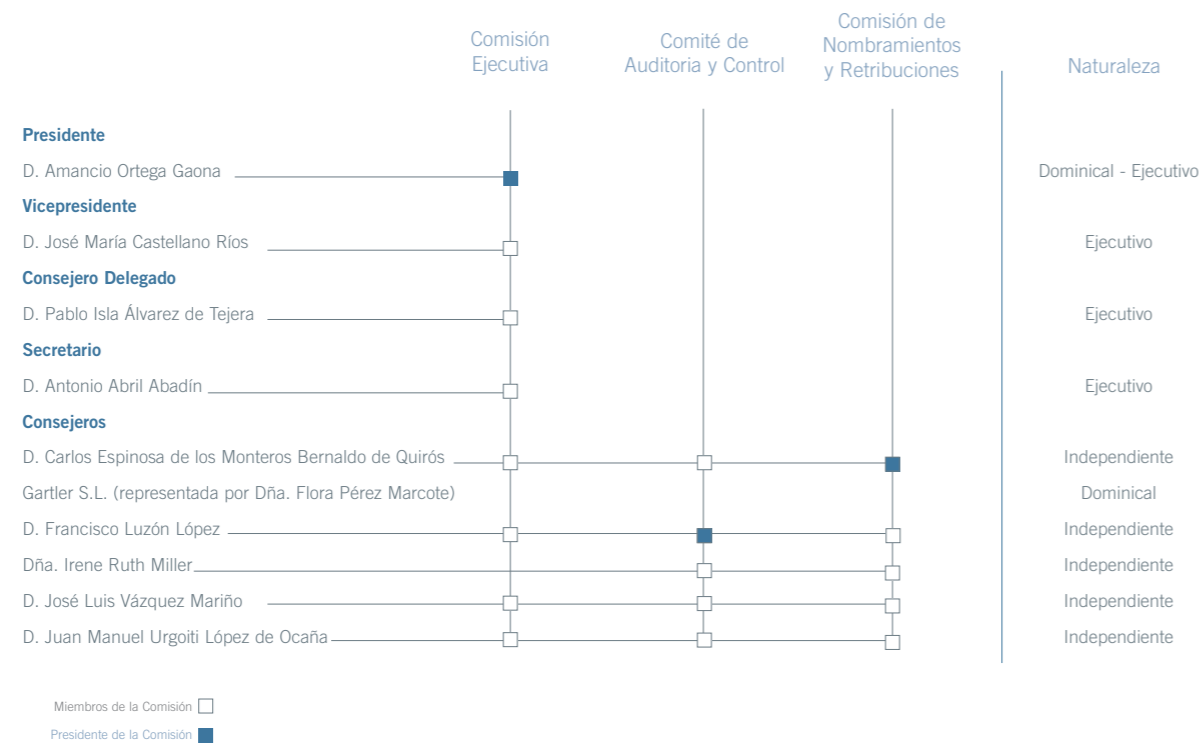 Comisión
Ejecutiva
Comité de
Auditoria y Control
Comisión de
Nombramientos
y Retribuciones
Naturaleza
Presidente
D. Amancio Ortega Gaona
Dominical - Ejecutivo
Vicepresidente
D. José María Castellano Ríos
Ejecutivo
Consejero Delegado
D. Pablo Isla Álvarez de Tejera
Ejecutivo
Secretario
D. Antonio Abril Abadín
Ejecutivo
Consejeros
D. Carlos Espinosa de los Monteros Bernaldo de Quirós
Independiente
Gartler S.L. (representada por Dña. Flora Pérez Marcote)
Dominical
D. Francisco Luzón López
Independiente
Dña. Irene Ruth Miller
Independiente
D. José Luis Vázquez Mariño
Independiente
D. Juan Manuel Urgoiti López de Ocaña
Independiente
Miembros de la Comisión
Presidente de la Comisión